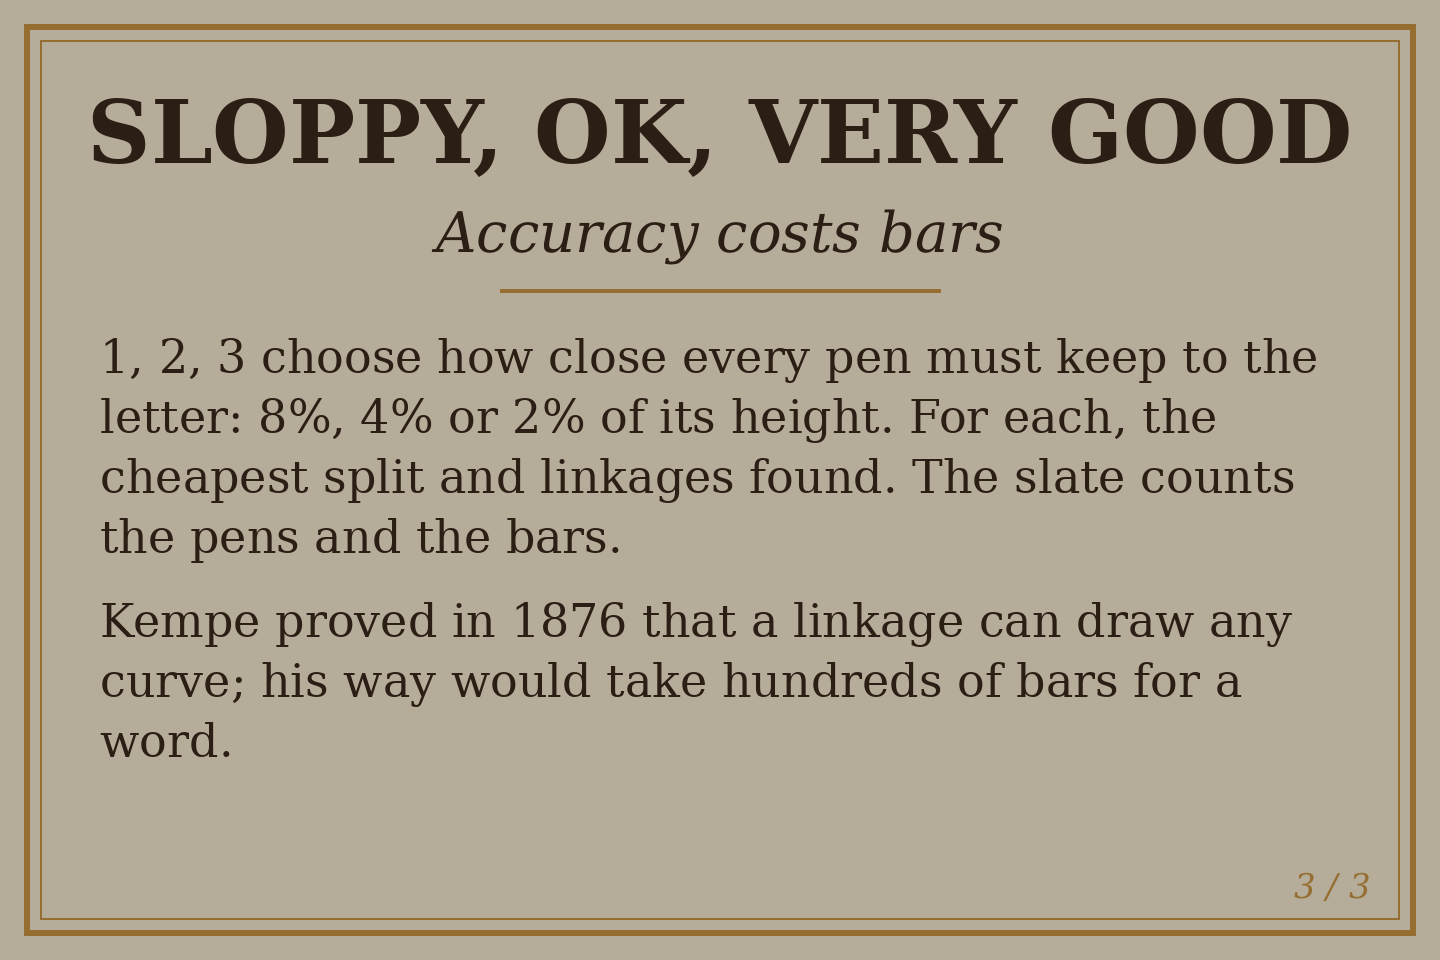 SLOPPY, OK, VERY GOOD
Accuracy costs bars
1, 2, 3 choose how close every pen must keep to the
letter: 8%, 4% or 2% of its height. For each, the
cheapest split and linkages found. The slate counts
the pens and the bars.
Kempe proved in 1876 that a linkage can draw any
curve; his way would take hundreds of bars for a
word.
3 / 3